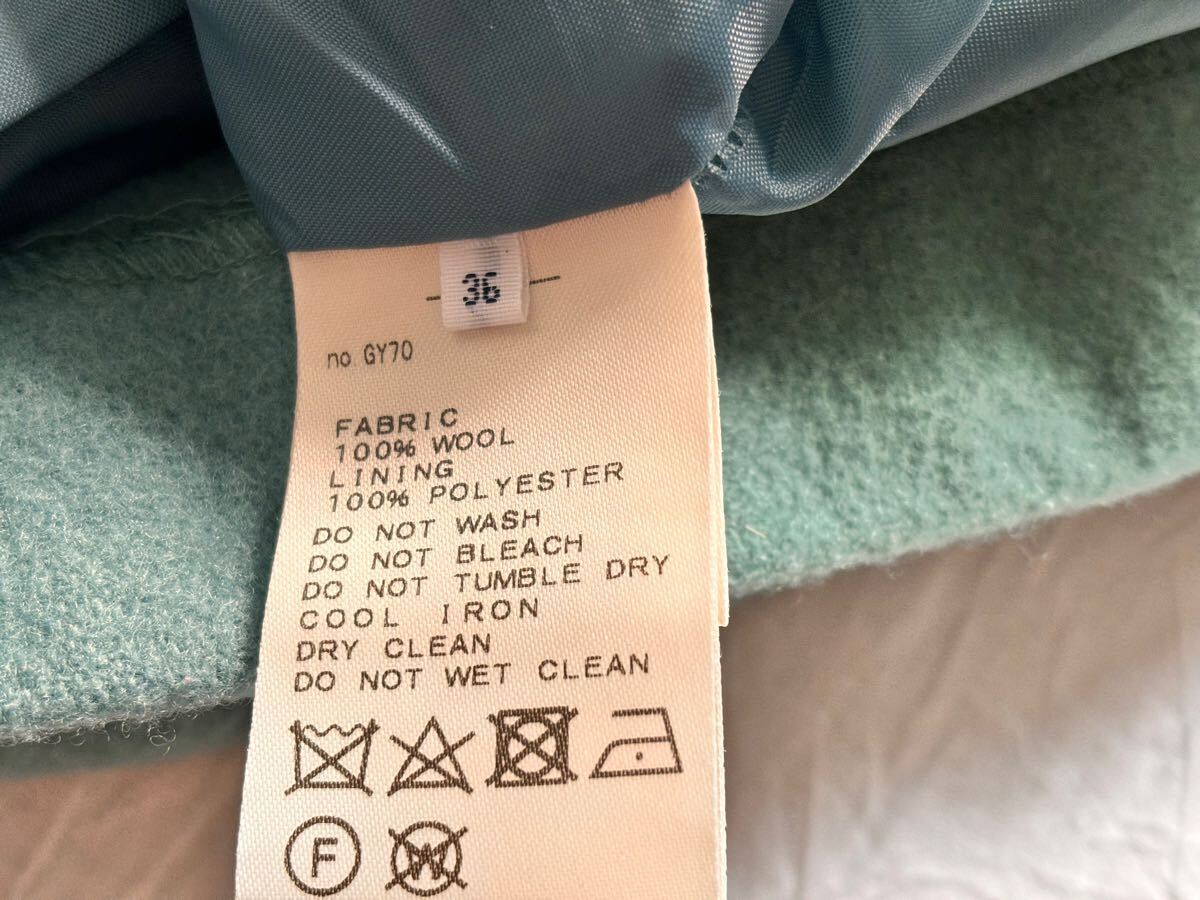 36
no. GY70
FABRIC
100% WOOL
LINING
100% POLYESTER
DO NOT WASH
DO NOT BLEACH
DO NOT TUMBLE DRY
COOL IRON
DRY CLEAN
DO NOT WET CLEAN
F W